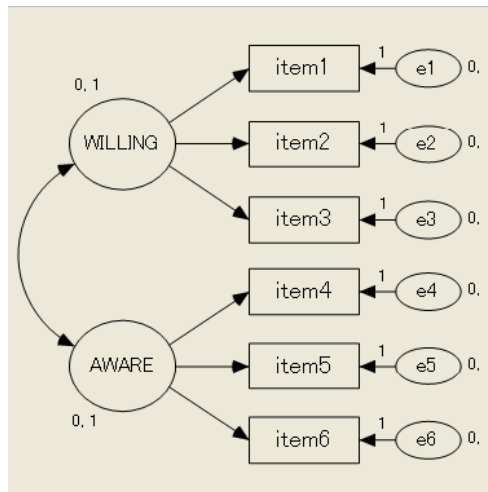 0, 1
WILLING
item1
1
e1
0,
item2
1
e2
0,
item3
1
e3
0,
item4
1
e4
0,
AWARE
item5
1
e5
0,
0, 1
item6
1
e6
0,